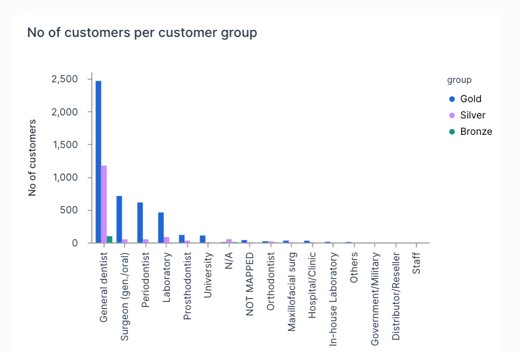 No of customers per customer group
group
Gold
Silver
Bronze
No of customers
2,500
2,000
1,500
1,000
500
0
General dentist
Surgeon (gen./oral)
Periodontist
Laboratory
Prosthodontist
University
N/A
NOT MAPPED
Orthodontist
Maxillofacial surg
Hospital/Clinic
In-house Laboratory
Others
Government/Military
Distributor/Reseller
Staff